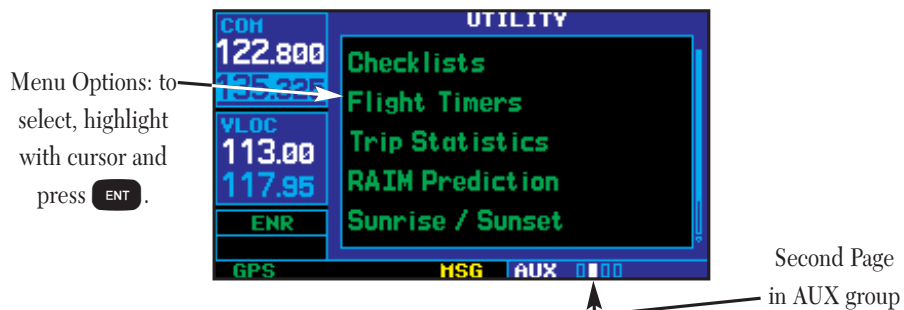 Menu Options: to
select, highlight
with cursor and
press ENT .
COM
122.800
135.325
VLOC
113.00
117.95
ENR
GPS
UTILITY
Checklists
Flight Timers
Trip Statistics
RAIM Prediction
Sunrise / Sunset
MSG
AUX
Second Page
in AUX group